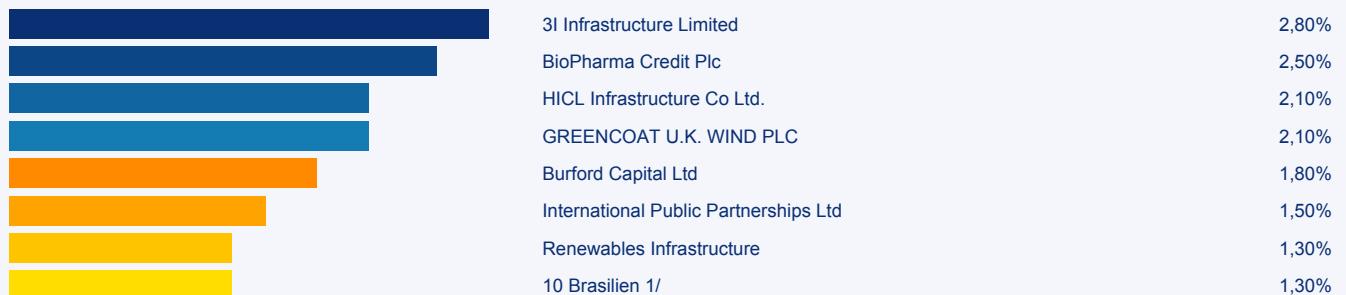 3I Infrastructure Limited 2,80%
BioPharma Credit Plc 2,50%
HICL Infrastructure Co Ltd. 2,10%
GREENCOAT U.K. WIND PLC 2,10%
Burford Capital Ltd 1,80%
International Public Partnerships Ltd 1,50%
Renewables Infrastructure 1,30%
10 Brasilien 1/ 1,30%